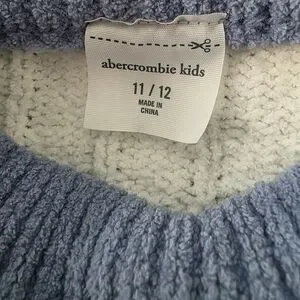 abercrombie kids
11 / 12
MADE IN
CHINA